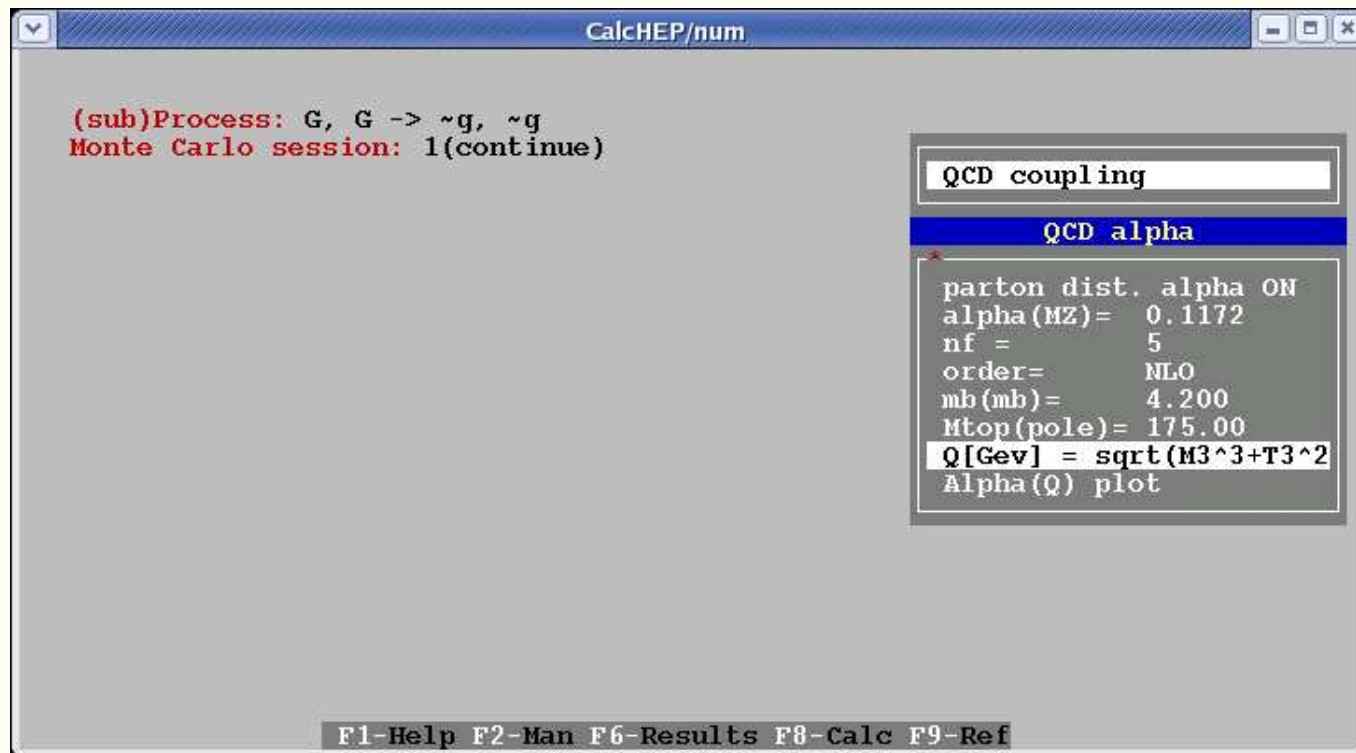 CalcHEP/num
(sub)Process: G, G -> ~g, ~g
Monte Carlo session: 1(continue)
QCD coupling
QCD alpha
*
parton dist. alpha ON
alpha(MZ)= 0.1172
nf = 5
order= NLO
mb(mb)= 4.200
Mtop(pole)= 175.00
Q[Gev] = sqrt(M3^3+T3^2
Alpha(Q) plot
F1-Help F2-Man F6-Results F8-Calc F9-Ref